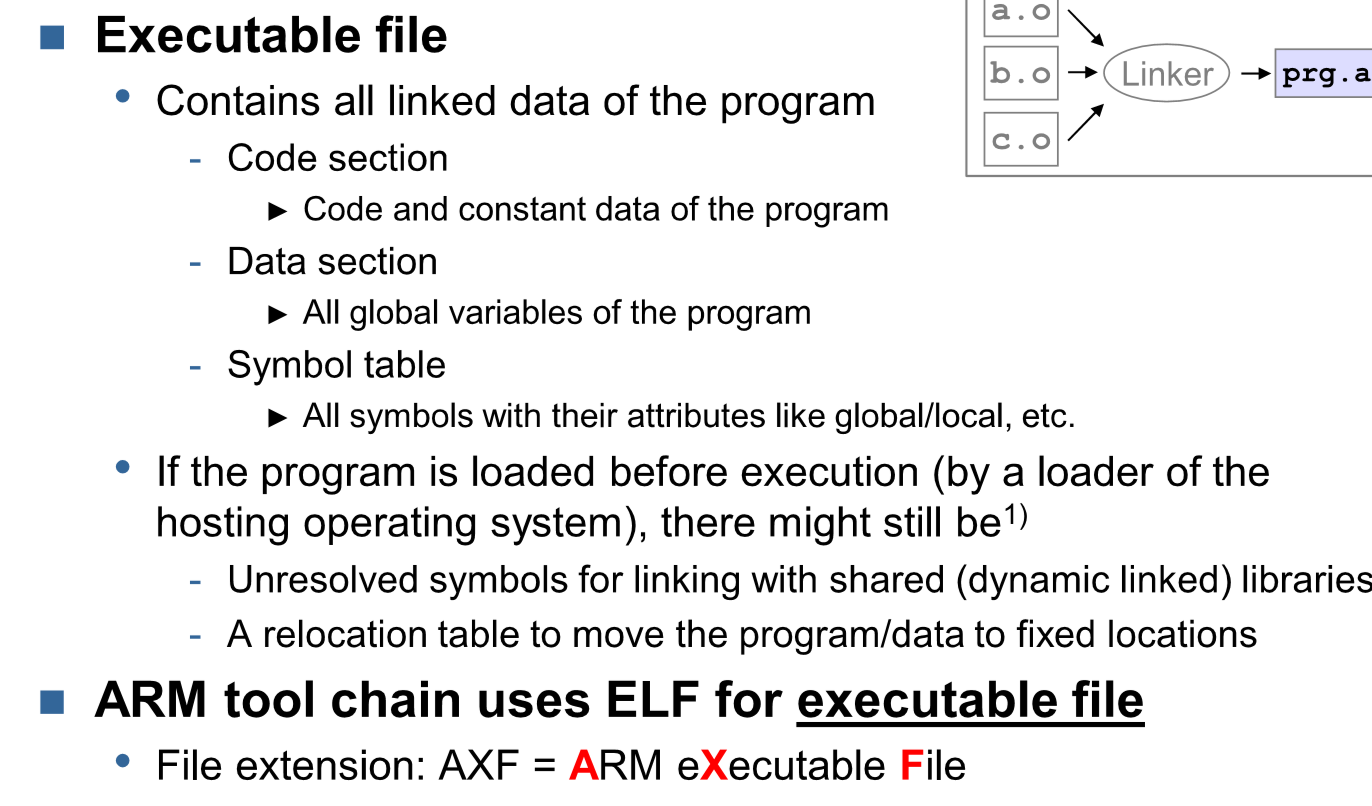 ■ Executable file
• Contains all linked data of the program
- Code section
► Code and constant data of the program
- Data section
► All global variables of the program
- Symbol table
► All symbols with their attributes like global/local, etc.
• If the program is loaded before execution (by a loader of the
hosting operating system), there might still be1)
- Unresolved symbols for linking with shared (dynamic linked) libraries
- A relocation table to move the program/data to fixed locations
■ ARM tool chain uses ELF for executable file
• File extension: AXF = ARM eXecutable File
a.o
b.o
c.o
Linker
prg.a